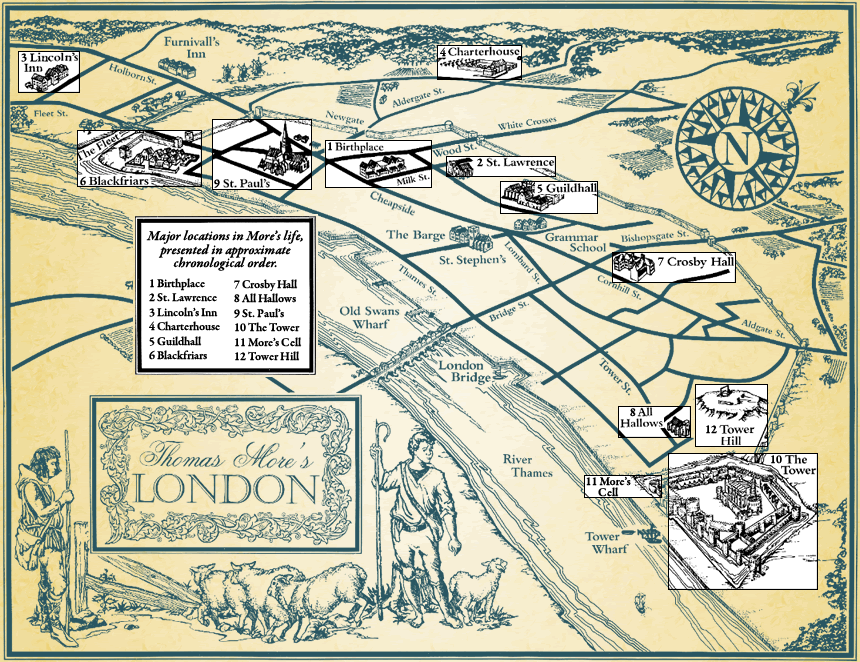 Furnivall's
Inn
3 Lincoln's
Inn
Holborn St.
4 Charterhouse
Aldergate St.
Fleet St.
Newgate
White Crosses
N
The Fleet
6 Blackfriars
9 St. Paul's
1 Birthplace
Milk St.
Wood St.
2 St. Lawrence
5 Guildhall
Cheapside
The Barge
St. Stephen's
Lombard St.
Grammar
School
Bishopsgate St.
7 Crosby Hall
Cornhill St.
Major locations in More's life,
presented in approximate
chronological order.
1 Birthplace
2 St. Lawrence
3 Lincoln's Inn
4 Charterhouse
5 Guildhall
6 Blackfriars
7 Crosby Hall
8 All Hallows
9 St. Paul's
10 The Tower
11 More's Cell
12 Tower Hill
Thames St.
Old Swans
Wharf
Bridge St.
Aldgate St.
London
Bridge
Tower St.
8 All
Hallows
12 Tower
Hill
River
Thames
10 The
Tower
11 More's
Cell
Tower
Wharf
Thomas More's
LONDON